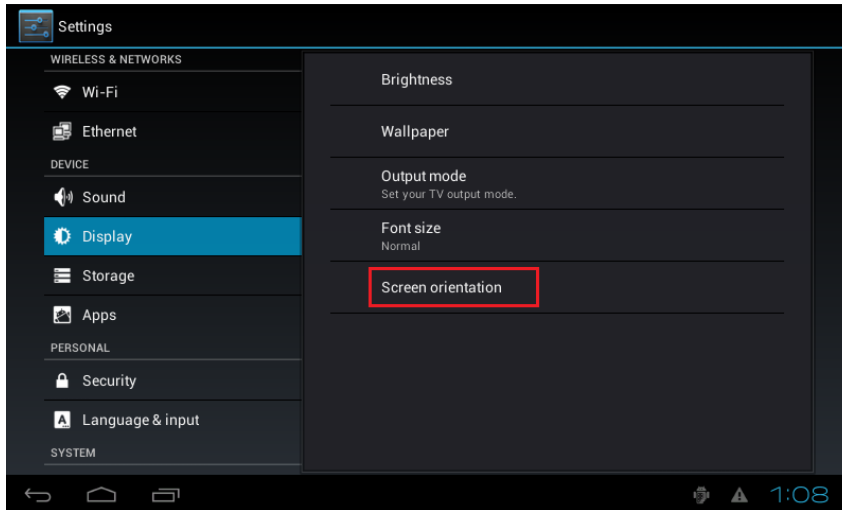 Settings
WIRELESS & NETWORKS
Wi-Fi
Ethernet
DEVICE
Sound
Display
Storage
Apps
PERSONAL
Security
A Language & input
SYSTEM
Brightness
Wallpaper
Output mode
Set your TV output mode.
Font size
Normal
Screen orientation
1:08